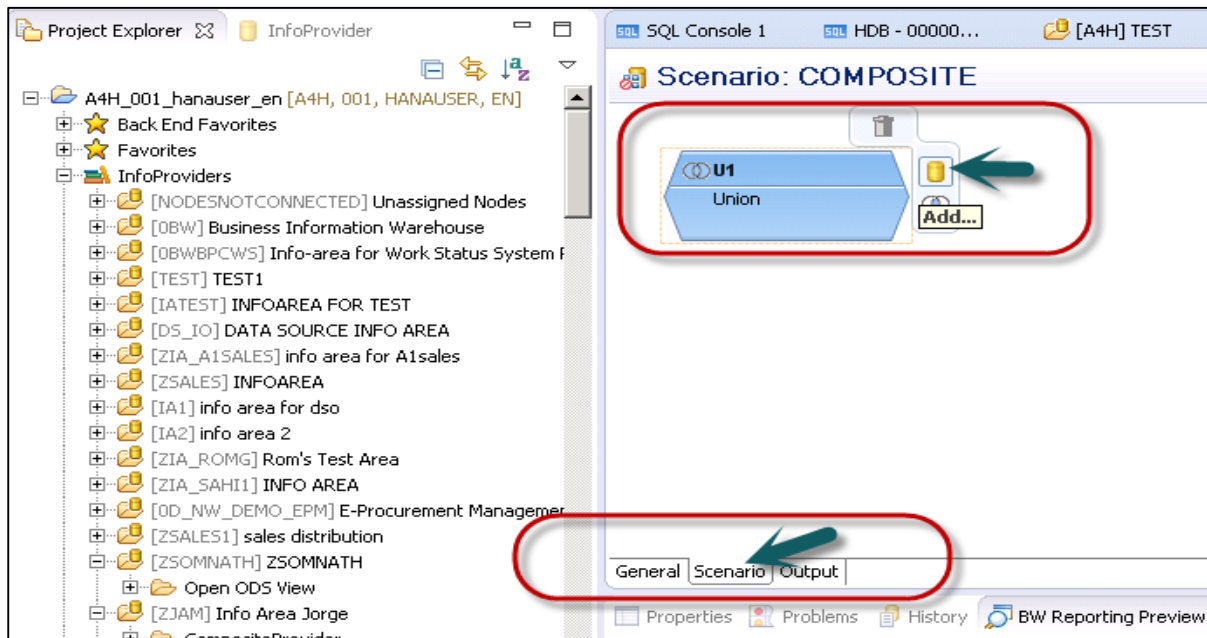 Project Explorer InfoProvider
SQL Console 1 HDB - 00000... [A4H] TEST
Scenario: COMPOSITE
A4H_001_hanauser_en [A4H, 001, HANAUSER, EN]
Back End Favorites
Favorites
InfoProviders
[NODESNOTCONNECTED] Unassigned Nodes
[0BW] Business Information Warehouse
[0BWBPCWS] Info-area for Work Status System
[TEST] TEST1
[IATEST] INFOAREA FOR TEST
[DS_IO] DATA SOURCE INFO AREA
[ZIA_A1SALES] info area for A1sales
[ZSALES] INFOAREA
[IA1] info area for dso
[IA2] info area 2
[ZIA_ROMG] Rom's Test Area
[ZIA_SAHI1] INFO AREA
[0D_NW_DEMO_EPM] E-Procurement Managemer
[ZSALES1] sales distribution
[ZSOMNATH] ZSOMNATH
Open ODS View
[ZJAM] Info Area Jorge
CompositeProvider
U1
Union
Add...
General Scenario Output
Properties Problems History BW Reporting Preview